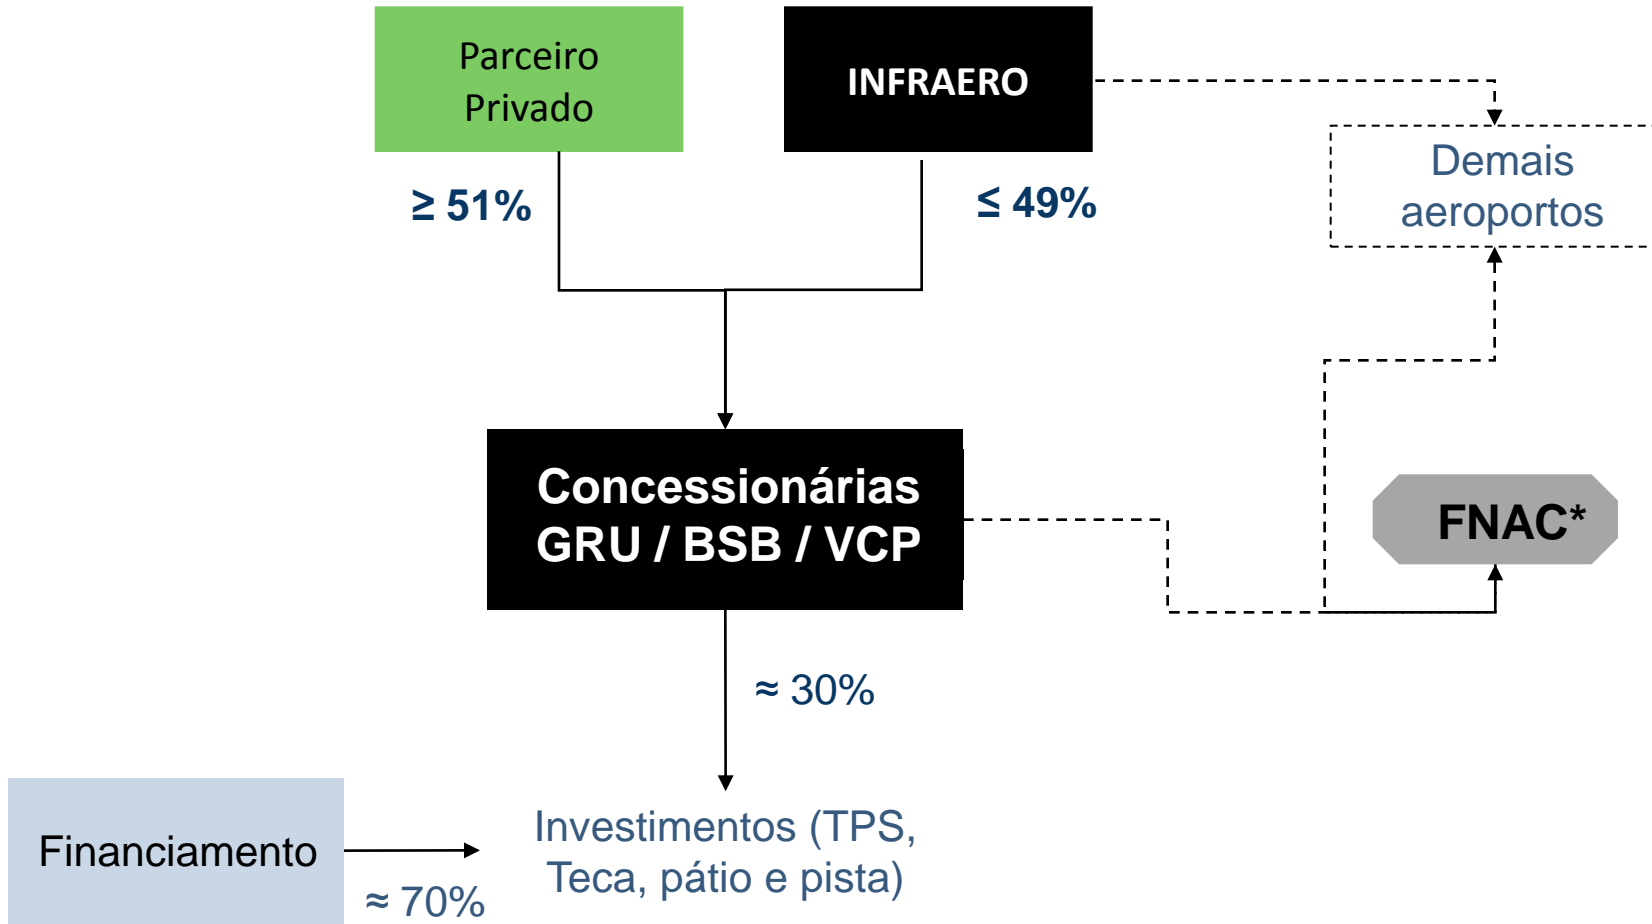 Parceiro
Privado
INFRAERO
≥ 51%
≤ 49%
Demais
aeroportos
Concessionárias
GRU / BSB / VCP
FNAC*
≈ 30%
Financiamento
≈ 70%
Investimentos (TPS,
Teca, pátio e pista)